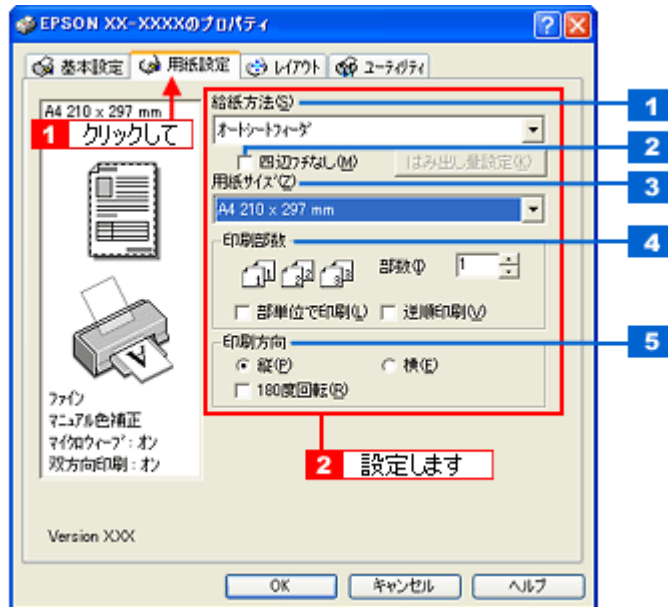 EPSON XX-XXXXのプロパティ
基本設定 用紙設定 レイアウト ユーティリティ
A4 210 x 297 mm
1 クリックして
給紙方法(S)
1
オートシートフィーダ
2
四辺フチなし(M) はみ出し量設定(K)
用紙サイズ(Z)
3
A4 210 x 297 mm
印刷部数
4
1 1 2 2 3 3
部数(I) 1
部単位で印刷(L) 逆順印刷(V)
印刷方向
5
縦(P) 横(E)
180度回転(R)
ファイン
マニュアル色補正
マイクロウィーブ : オン
双方向印刷 : オン
2 設定します
Version XXX
OK キャンセル ヘルプ